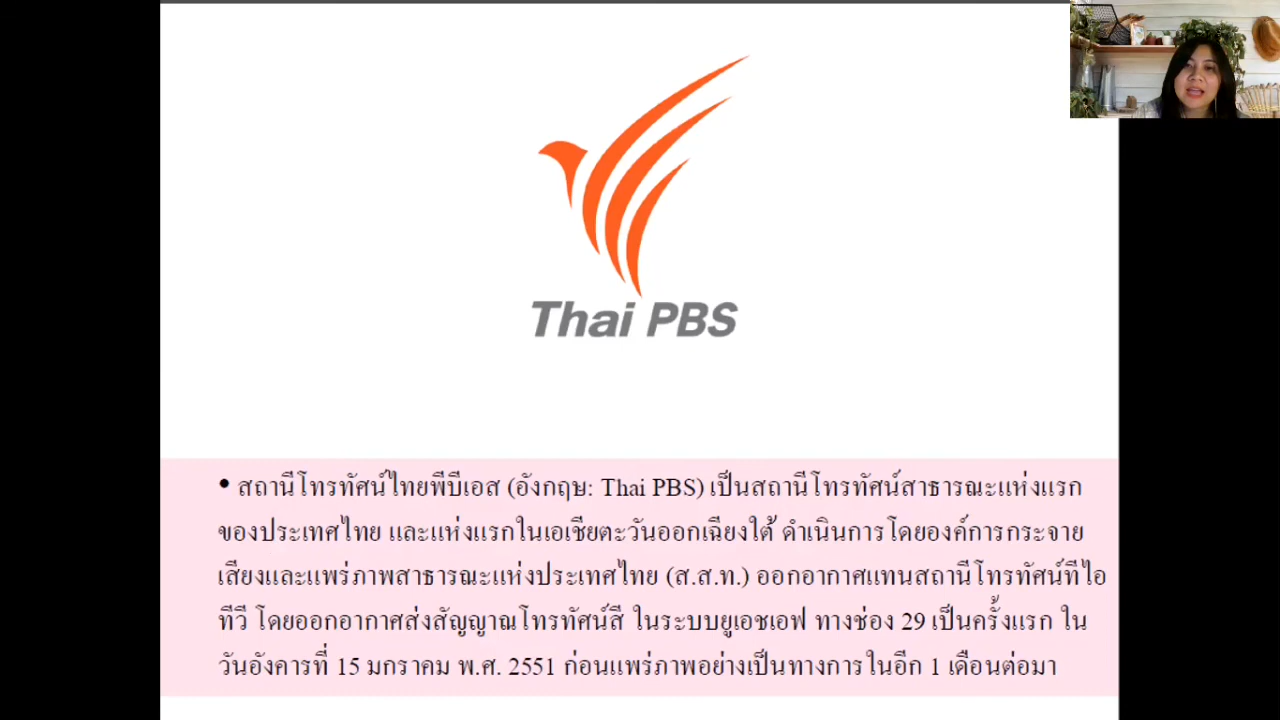 Thai PBS
• สถานีโทรทัศน์ไทยพีบีเอส (อังกฤษ: Thai PBS) เป็นสถานีโทรทัศน์สาธารณะแห่งแรก
ของประเทศไทย และแห่งแรกในเอเชียตะวันออกเฉียงใต้ ดำเนินการโดยองค์การกระจาย
เสียงและแพร่ภาพสาธารณะแห่งประเทศไทย (ส.ส.ท.) ออกอากาศแทนสถานีโทรทัศน์ทีไอ
ทีวี โดยออกอากาศส่งสัญญาณโทรทัศน์สี ในระบบยูเอชเอฟ ทางช่อง 29 เป็นครั้งแรก ใน
วันอังคารที่ 15 มกราคม พ.ศ. 2551 ก่อนแพร่ภาพอย่างเป็นทางการในอีก 1 เดือนต่อมา